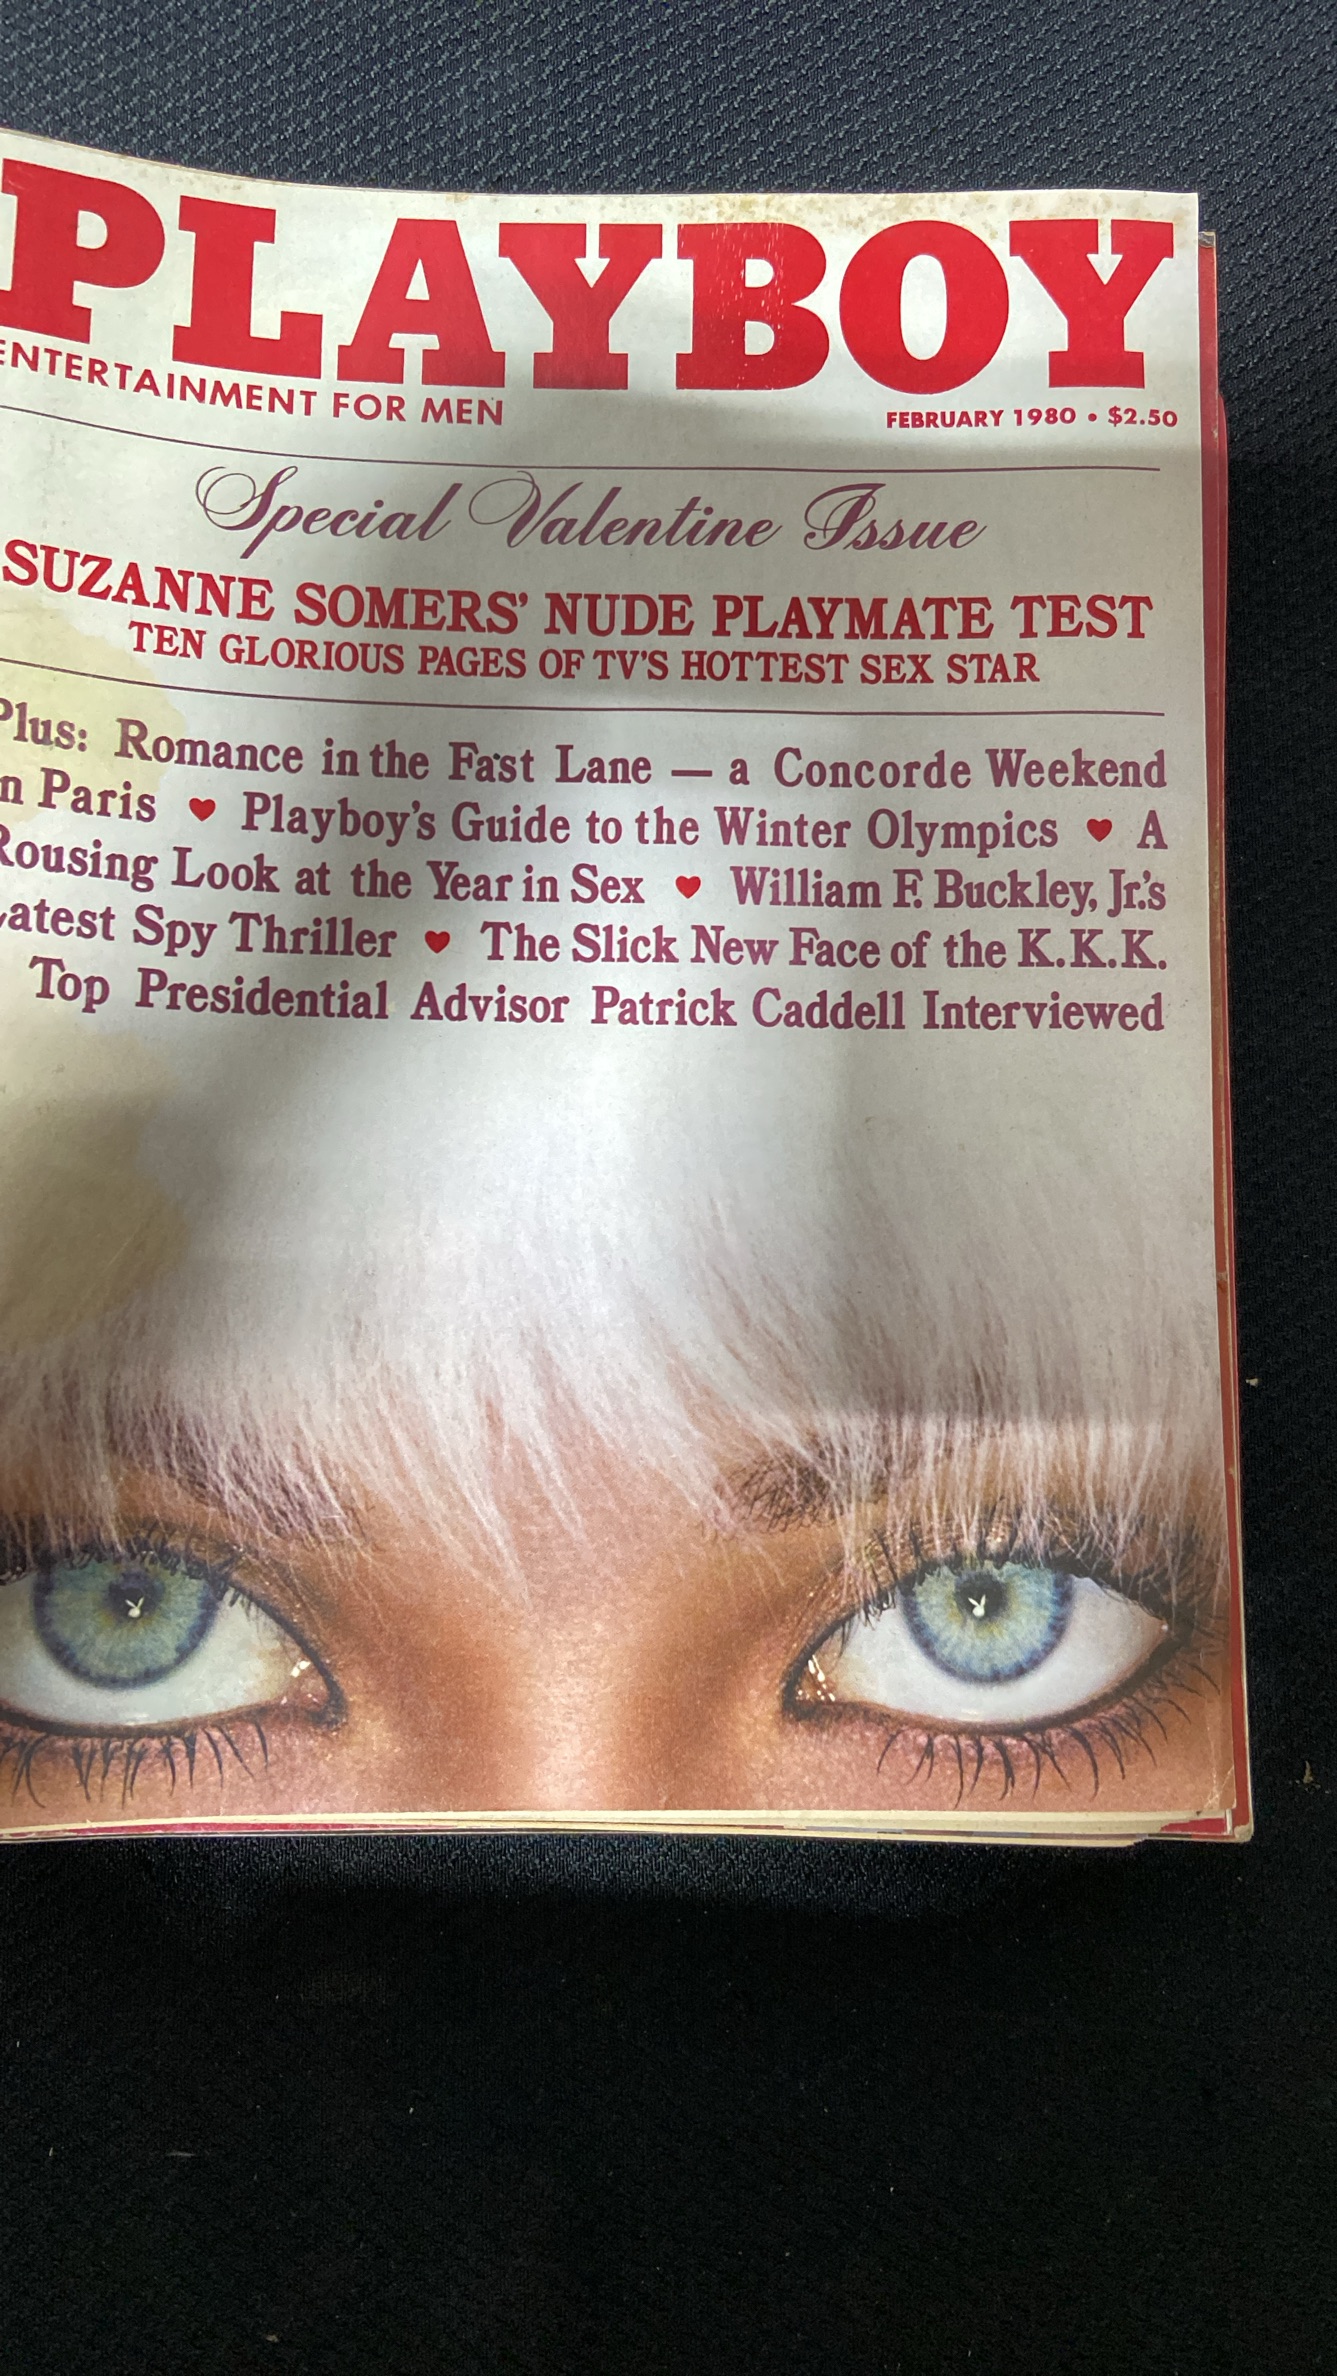 PLAYBOY
ENTERTAINMENT FOR MEN
FEBRUARY 1980 • $2.50
Special Valentine Issue
SUZANNE SOMERS’ NUDE PLAYMATE TEST
TEN GLORIOUS PAGES OF TV’S HOTTEST SEX STAR
Plus: Romance in the Fast Lane — a Concorde Weekend
n Paris ♥ Playboy’s Guide to the Winter Olympics ♥ A
Rousing Look at the Year in Sex ♥ William F. Buckley, Jr.’s
Latest Spy Thriller ♥ The Slick New Face of the K.K.K.
Top Presidential Advisor Patrick Caddell Interviewed